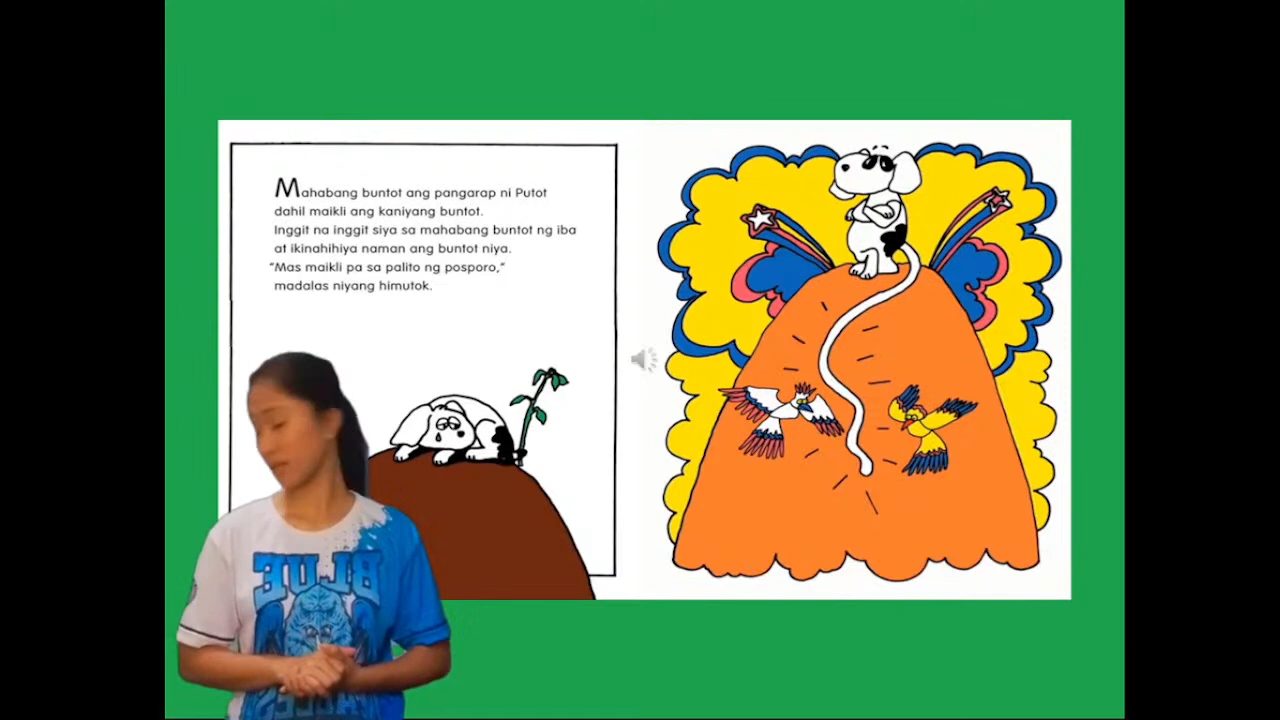 Mahabang buntot ang pangarap ni Putot
dahil maikli ang kaniyang buntot.
Inggit na inggit siya sa mahabang buntot ng iba
at ikinahihiya naman ang buntot niya.
“Mas maikli pa sa palito ng posporo,“
madalas niyang himutok.
BLUE